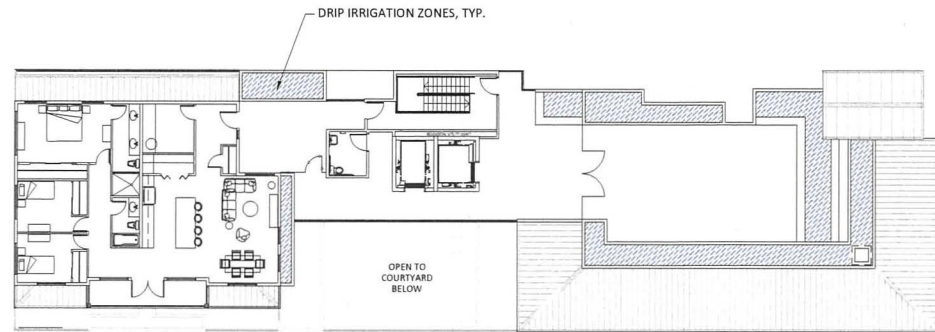 DRIP IRRIGATION ZONES, TYP.
OPEN TO
COURTYARD
BELOW